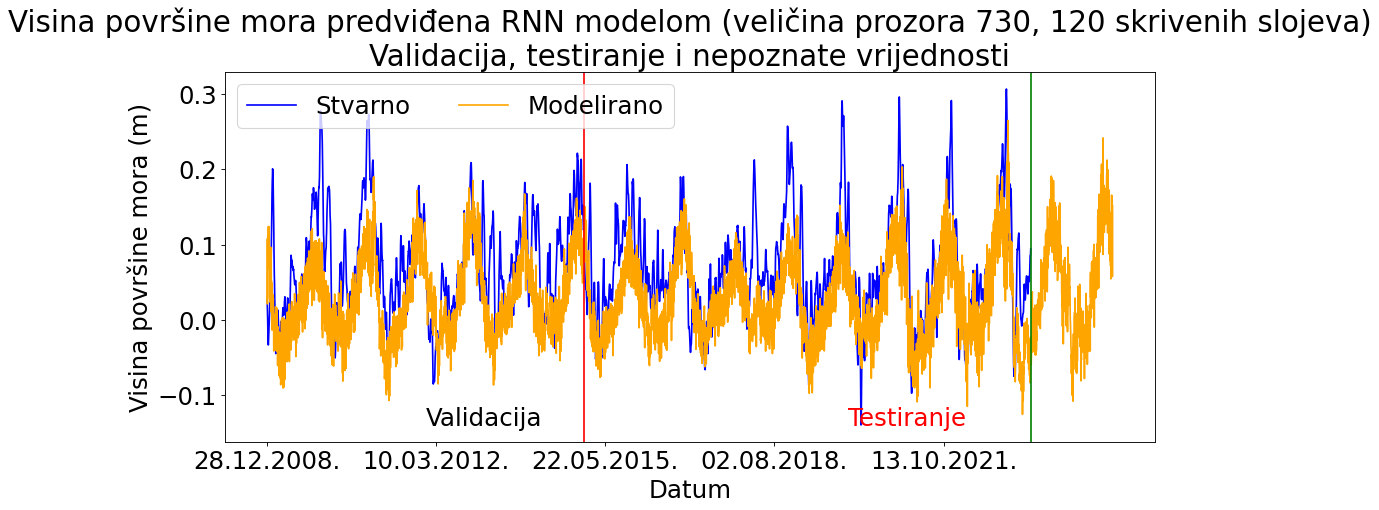 Visina površine mora predviđena RNN modelom (veličina prozora 730, 120 skrivenih slojeva)
Validacija, testiranje i nepoznate vrijednosti
Stvarno
Modelirano
Visina površine mora (m)
0.3
0.2
0.1
0.0
−0.1
Validacija
Testiranje
28.12.2008.
10.03.2012.
22.05.2015.
02.08.2018.
13.10.2021.
Datum